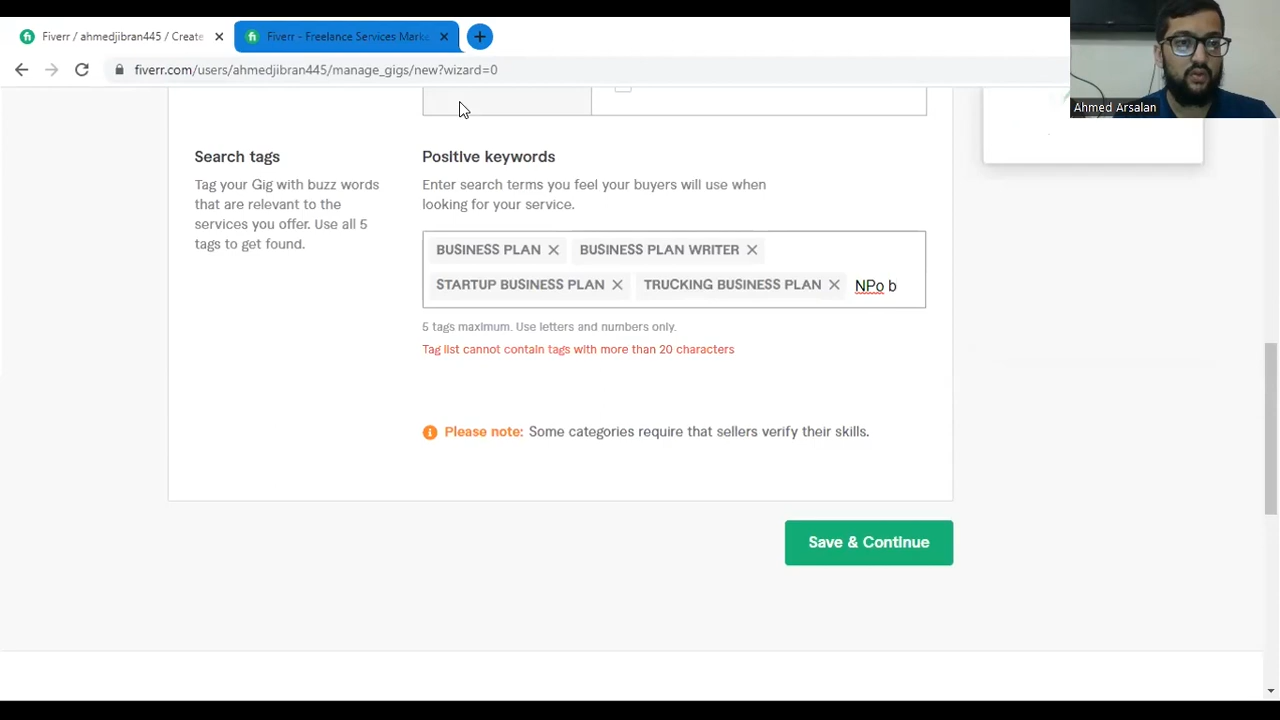 Fiverr / ahmedjibran445 / Create
Fiverr - Freelance Services Marke
fiverr.com/users/ahmedjibran445/manage_gigs/new?wizard=0
Ahmed Arsalan
Search tags
Tag your Gig with buzz words
that are relevant to the
services you offer. Use all 5
tags to get found.
Positive keywords
Enter search terms you feel your buyers will use when
looking for your service.
BUSINESS PLAN × BUSINESS PLAN WRITER ×
STARTUP BUSINESS PLAN × TRUCKING BUSINESS PLAN × NPo b
5 tags maximum. Use letters and numbers only.
Tag list cannot contain tags with more than 20 characters
Please note: Some categories require that sellers verify their skills.
Save & Continue